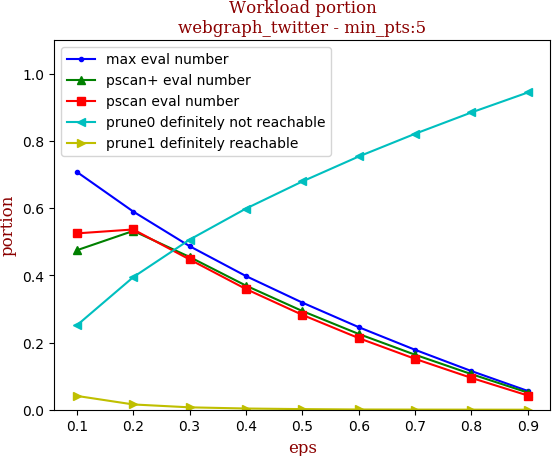 Workload portion
webgraph_twitter - min_pts:5
max eval number
pscan+ eval number
pscan eval number
prune0 definitely not reachable
prune1 definitely reachable
portion
1.0
0.8
0.6
0.4
0.2
0.0
0.1 0.2 0.3 0.4 0.5 0.6 0.7 0.8 0.9
eps